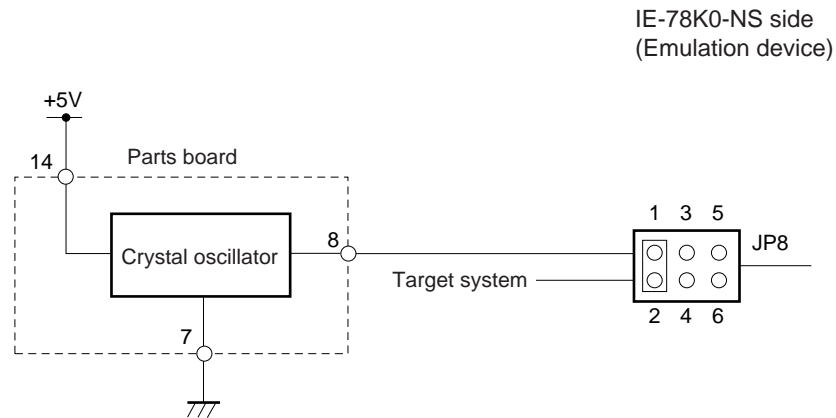 IE-78K0-NS side
(Emulation device)
+5V
14
Parts board
Crystal oscillator
8
7
Target system
1 3 5
JP8
2 4 6